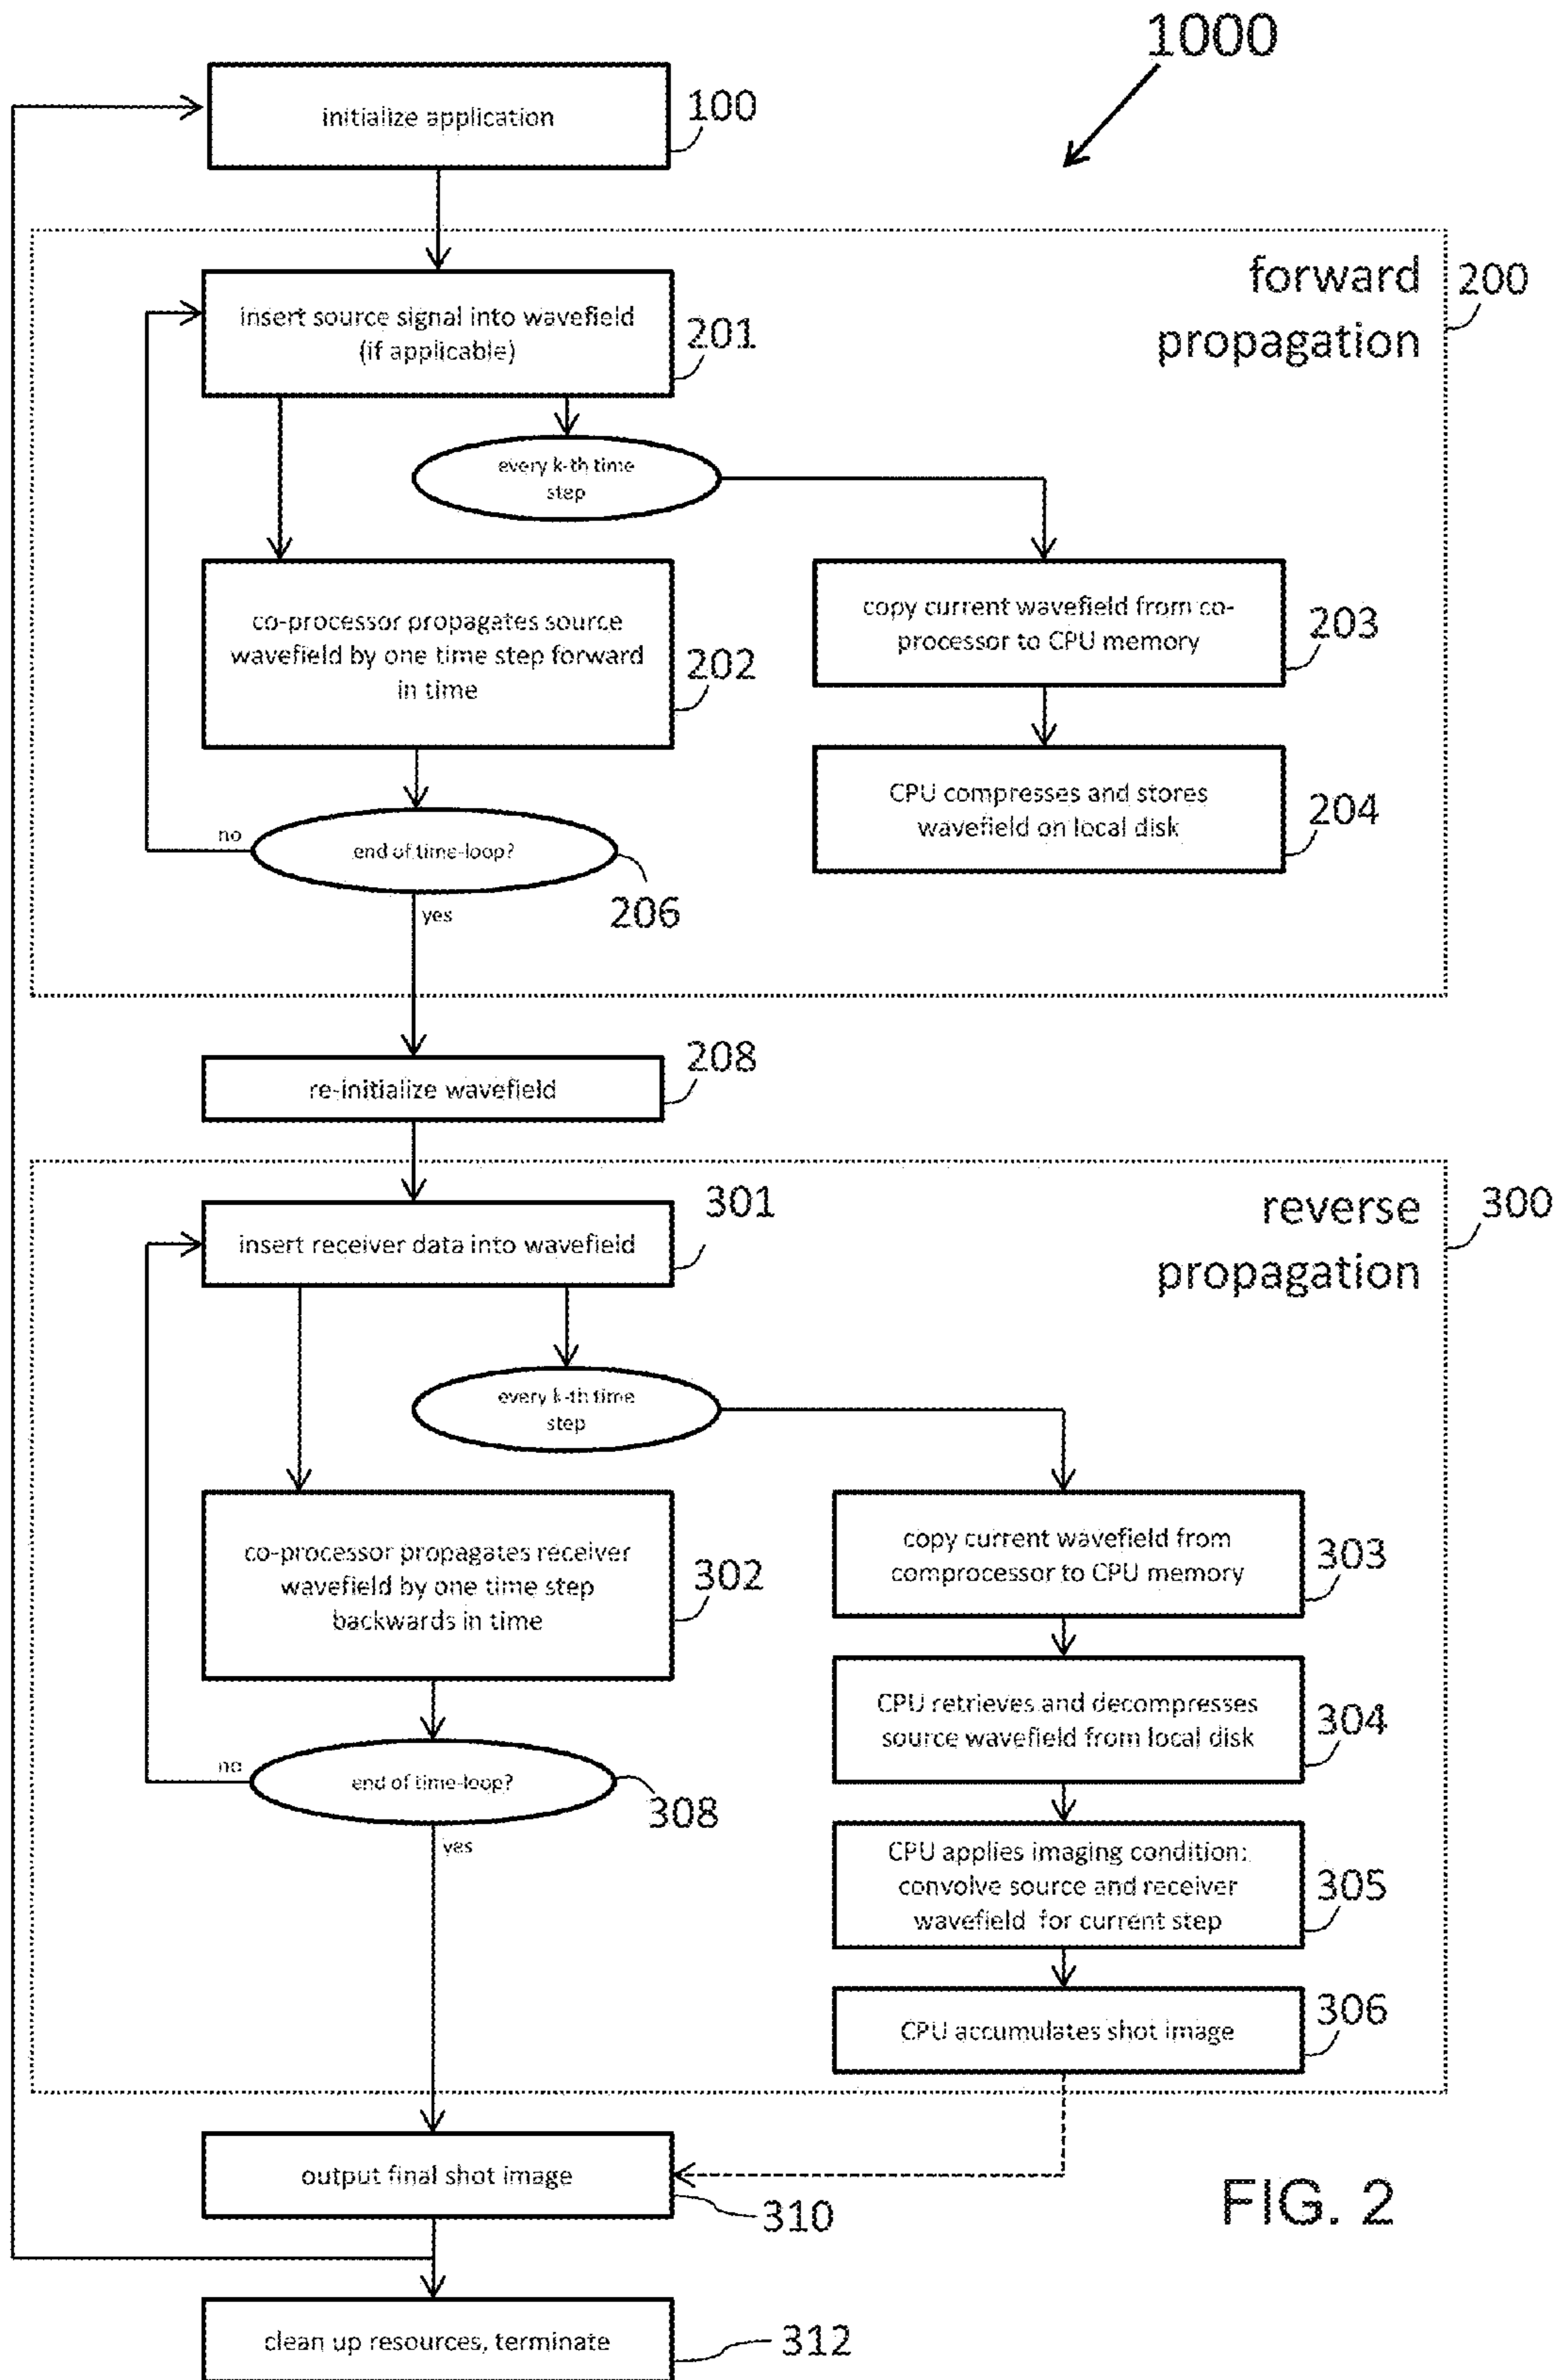 1000
initialize application
100
forward
propagation
200
insert source signal into wavefield
(if applicable)
201
every k-th time
step
co-processor propagates source
wavefield by one time step forward
in time
202
copy current wavefield from co-
processor to CPU memory
203
CPU compresses and stores
wavefield on local disk
204
no
end of time-loop?
206
yes
re-initialize wavefield
208
reverse
propagation
300
insert receiver data into wavefield
301
every k-th time
step
co-processor propagates receiver
wavefield by one time step
backwards in time
302
copy current wavefield from
comprocessor to CPU memory
303
CPU retrieves and decompresses
source wavefield from local disk
304
no
end of time-loop?
308
yes
CPU applies imaging condition:
convolve source and receiver
wavefield for current step
305
CPU accumulates shot image
306
output final shot image
310
FIG. 2
clean up resources, terminate
312